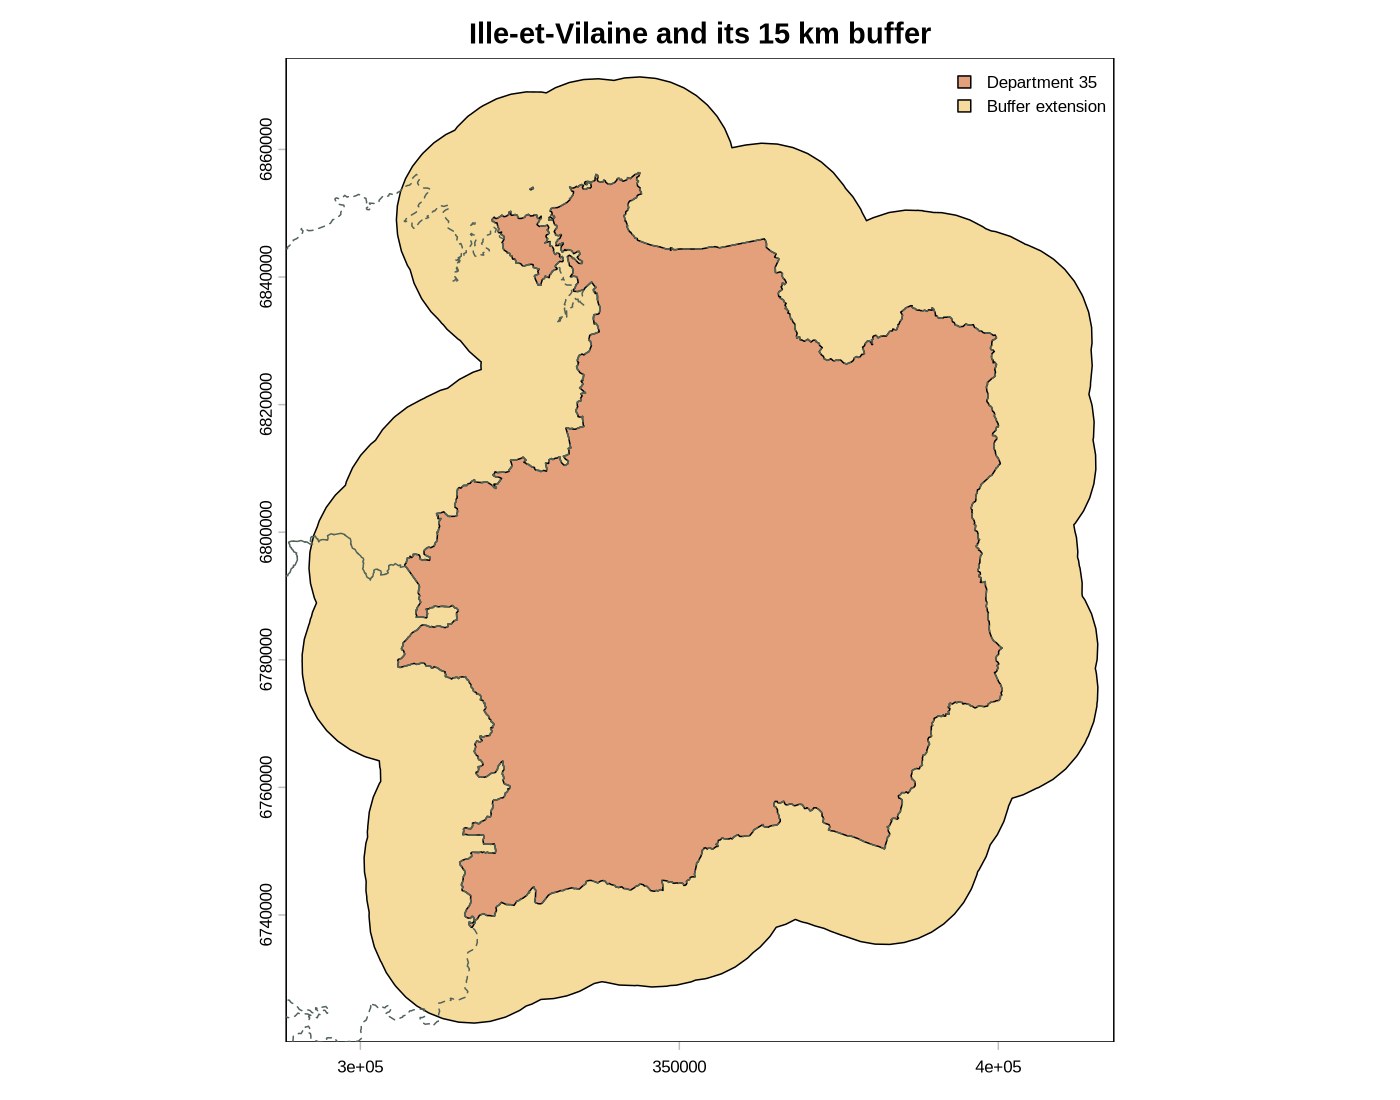 Ille-et-Vilaine and its 15 km buffer
Department 35
Buffer extension
6860000
6840000
6820000
6800000
6780000
6760000
6740000
3e+05
350000
4e+05